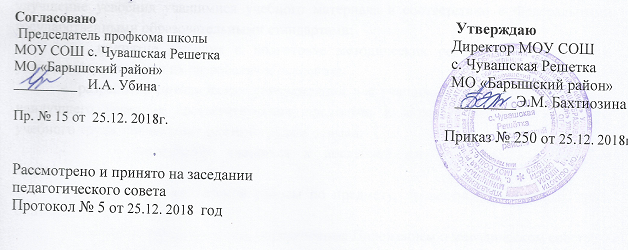 Согласовано
Председатель профкома школы
МОУ СОШ с. Чувашская Решетка
МО «Барышский район»
И.А. Убина
Пр. № 15 от 25.12. 2018г.
Рассмотрено и принято на заседании
педагогического совета
Протокол № 5 от 25.12. 2018 год
Утверждаю
Директор МОУ СОШ
с. Чувашская Решетка
МО «Барышский район»
Э.М. Бахтиозина
Приказ № 250 от 25.12. 2018г
с.Чувашская
Решётка